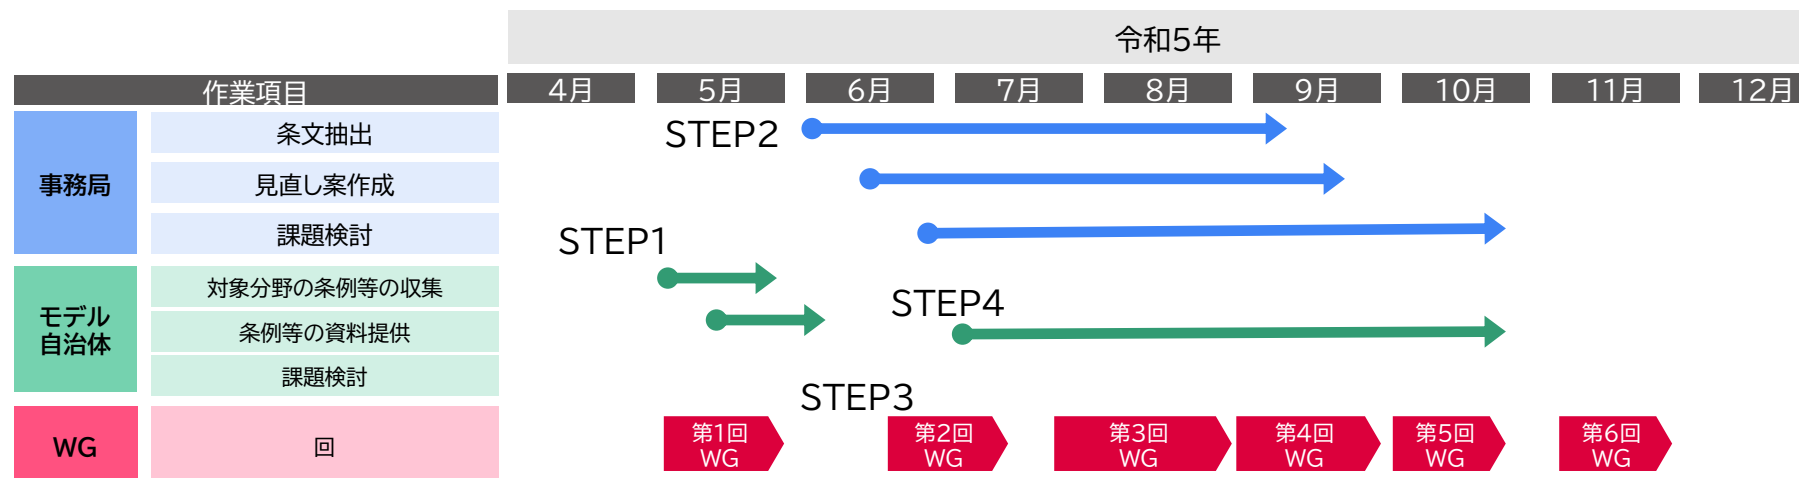 令和5年
作業項目
4月
5月
6月
7月
8月
9月
10月
11月
12月
事務局
条文抽出
STEP2
見直し案作成
課題検討
STEP1
モデル
自治体
対象分野の条例等の収集
STEP4
条例等の資料提供
課題検討
STEP3
WG
回
第1回
WG
第2回
WG
第3回
WG
第4回
WG
第5回
WG
第6回
WG